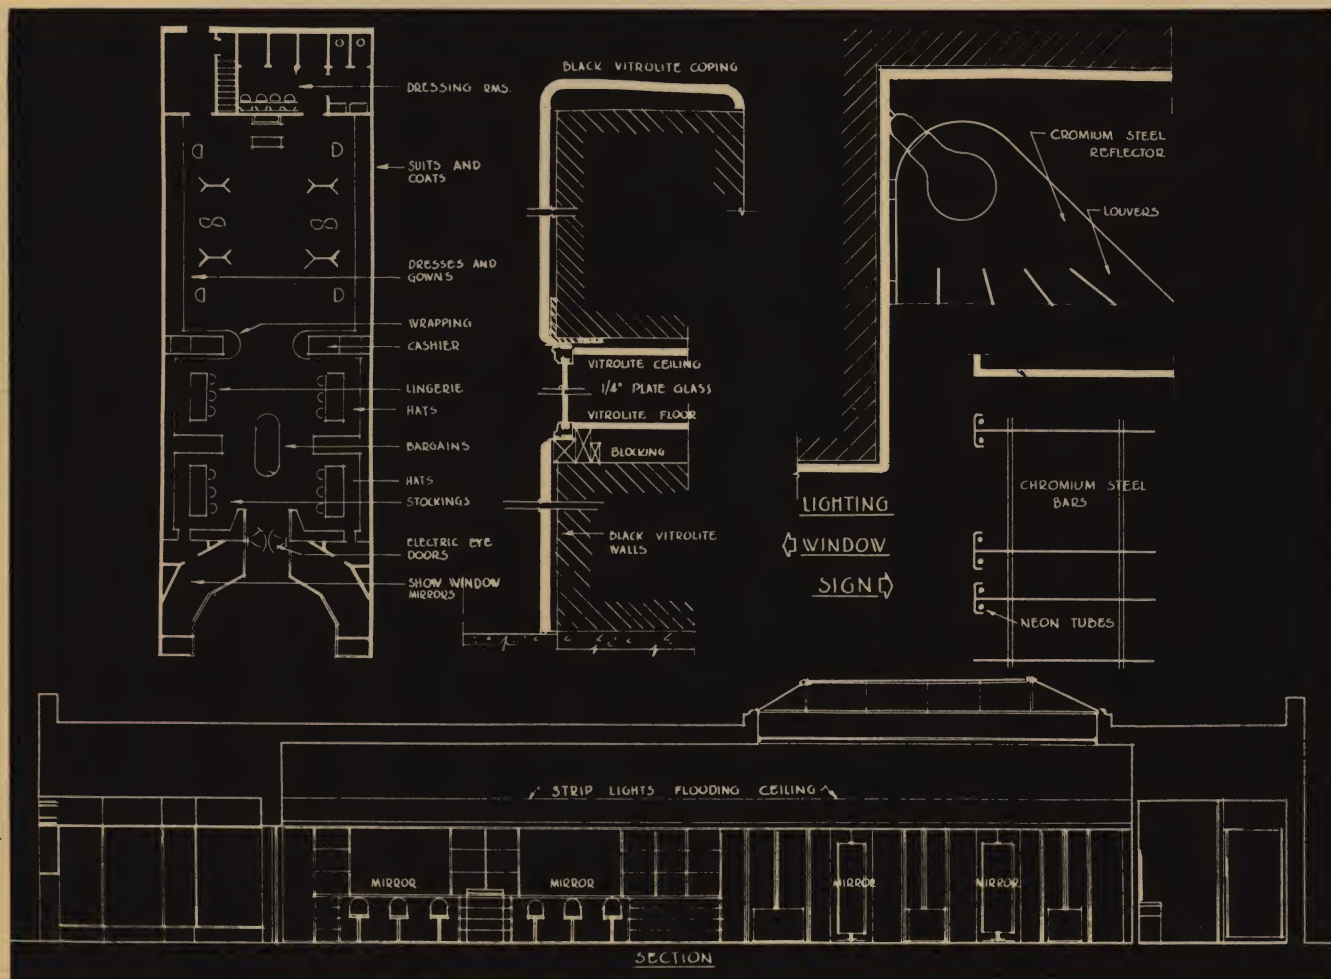 DRESSING RMS.
SUITS AND
COATS
DRESSES AND
GOWNS
WRAPPING
CASHIER
LINGERIE
HATS
BARGAINS
HATS
STOCKINGS
ELECTRIC EYE
DOORS
SHOW WINDOW
MIRRORS
BLACK VITROLITE COPING
VITROLITE CEILING
1/4" PLATE GLASS
VITROLITE FLOOR
BLOCKING
BLACK VITROLITE
WALLS
CROMIUM STEEL
REFLECTOR
LOUVERS
LIGHTING
WINDOW
SIGN
CHROMIUM STEEL
BARS
NEON TUBES
STRIP LIGHTS FLOODING CEILING
MIRROR
MIRROR
MIRROR
MIRROR
SECTION